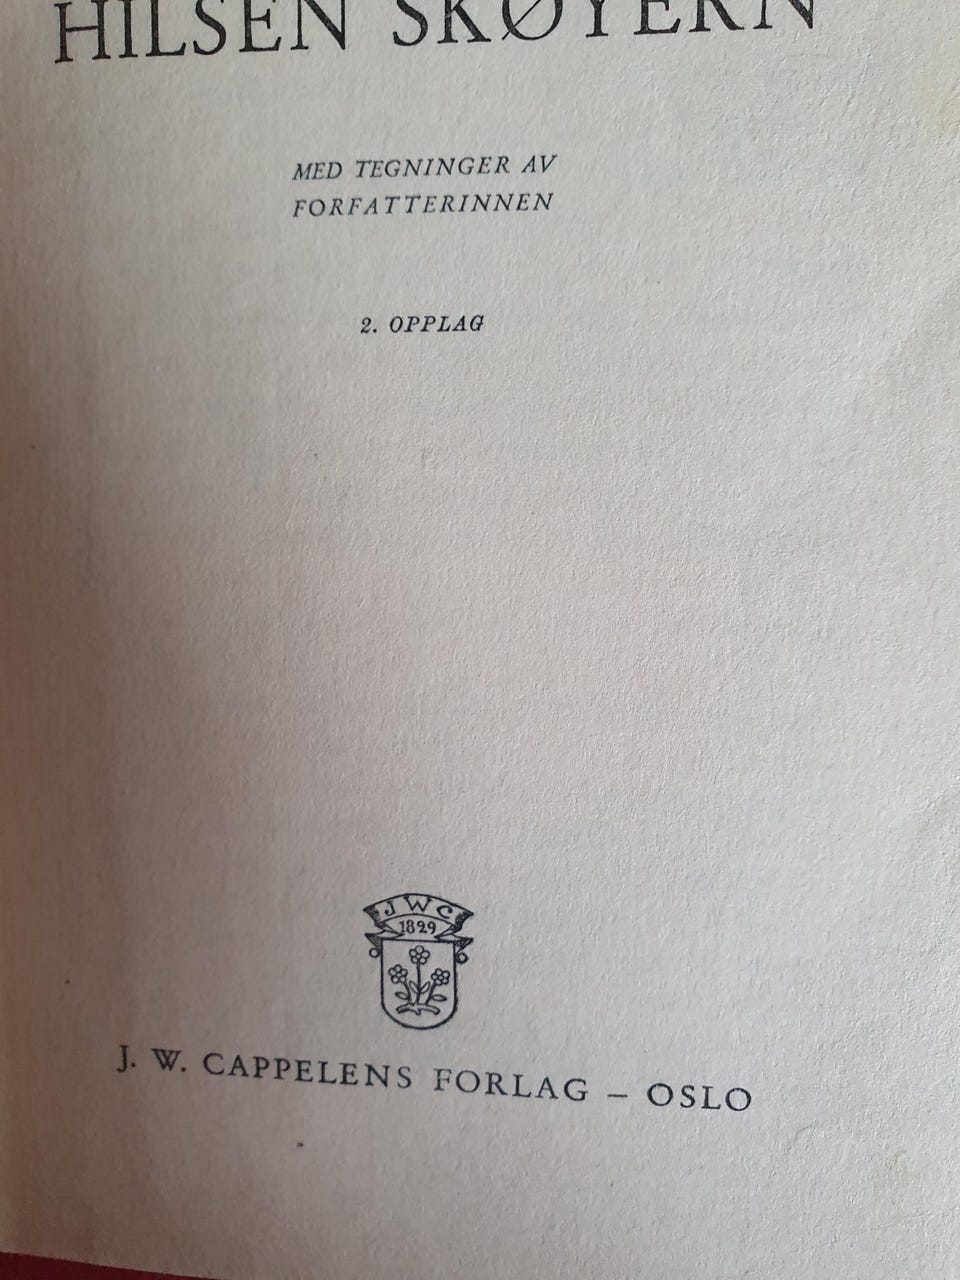 HILSEN SKØYERN
MED TEGNINGER AV
FORFATTERINNEN
2. OPPLAG
JWC
1829
J. W. CAPPELENS FORLAG – OSLO